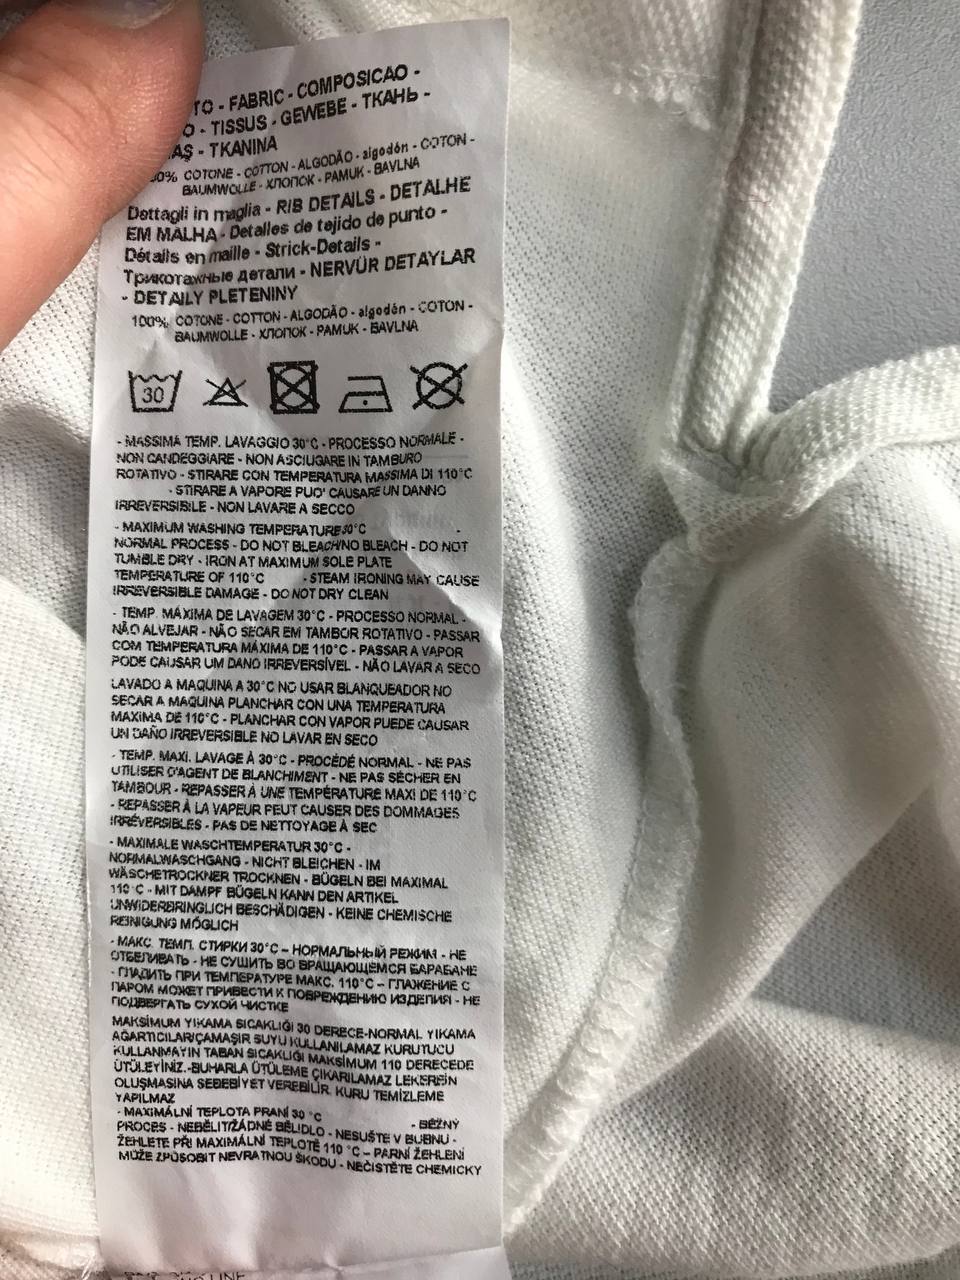 TO - FABRIC - COMPOSICAO -
O - TISSUS - GEWEBE - ТКАНЬ -
AŞ - TKANINA
0% COTONE - COTTON - ALGODÃO - algodón - COTON -
BAUMWOLLE - ХЛОПОК - PAMUK - BAVLNA
Dettagli in maglia - RIB DETAILS - DETALHE
EM MALHA - Detalles de tejido de punto -
Détails en maille - Strick-Details -
Трикотажные детали - NERVÜR DETAYLAR
- DETAILY PLETENINY
100% COTONE - COTTON - ALGODÃO - algodón - COTON -
BAUMWOLLE - ХЛОПОК - PAMUK - BAVLNA
30
- MASSIMA TEMP. LAVAGGIO 30°C - PROCESSO NORMALE -
NON CANDEGGIARE - NON ASCIUGARE IN TAMBURO
ROTATIVO - STIRARE CON TEMPERATURA MASSIMA DI 110°C
- STIRARE A VAPORE PUO' CAUSARE UN DANNO
IRREVERSIBILE - NON LAVARE A SECCO
- MAXIMUM WASHING TEMPERATURE 30°C -
NORMAL PROCESS - DO NOT BLEACH/NO BLEACH - DO NOT
TUMBLE DRY - IRON AT MAXIMUM SOLE PLATE
TEMPERATURE OF 110°C - STEAM IRONING MAY CAUSE
IRREVERSIBLE DAMAGE - DO NOT DRY CLEAN
- TEMP. MÁXIMA DE LAVAGEM 30°C - PROCESSO NORMAL -
NÃO ALVEJAR - NÃO SECAR EM TAMBOR ROTATIVO - PASSAR
COM TEMPERATURA MÁXIMA DE 110°C - PASSAR A VAPOR
PODE CAUSAR UM DANO IRREVERSÍVEL - NÃO LAVAR A SECO
LAVADO A MAQUINA A 30°C NO USAR BLANQUEADOR NO
SECAR A MAQUINA PLANCHAR CON UNA TEMPERATURA
MAXIMA DE 110°C - PLANCHAR CON VAPOR PUEDE CAUSAR
UN DAÑO IRREVERSIBLE NO LAVAR EN SECO
- TEMP. MAXI. LAVAGE À 30°C - PROCÉDÉ NORMAL - NE PAS
UTILISER D'AGENT DE BLANCHIMENT - NE PAS SÉCHER EN
TAMBOUR - REPASSER À UNE TEMPÉRATURE MAXI DE 110°C
- REPASSER À LA VAPEUR PEUT CAUSER DES DOMMAGES
IRRÉVERSIBLES - PAS DE NETTOYAGE À SEC
- MAXIMALE WASCHTEMPERATUR 30°C -
NORMALWASCHGANG - NICHT BLEICHEN - IM
WÄSCHETROCKNER TROCKNEN - BÜGELN BEI MAXIMAL
110°C - MIT DAMPF BÜGELN KANN DEN ARTIKEL
UNWIDERBRINGLICH BESCHÄDIGEN - KEINE CHEMISCHE
REINIGUNG MÖGLICH
- МАКС. ТЕМП. СТИРКИ 30°C – НОРМАЛЬНЫЙ РЕЖИМ - НЕ
ОТБЕЛИВАТЬ - НЕ СУШИТЬ ВО ВРАЩАЮЩЕМСЯ БАРАБАНЕ
- ГЛАДИТЬ ПРИ ТЕМПЕРАТУРЕ МАКС. 110°C – ГЛАЖЕНИЕ С
ПАРОМ МОЖЕТ ПРИВЕСТИ К ПОВРЕЖДЕНИЮ ИЗДЕЛИЯ - НЕ
ПОДВЕРГАТЬ СУХОЙ ЧИСТКЕ
MAKSİMUM YIKAMA SICAKLIĞI 30 DERECE-NORMAL YIKAMA
AĞARTICILAR/ÇAMAŞIR SUYU KULLANILAMAZ KURUTUCU
KULLANMAYIN TABAN SICAKLIĞI MAKSİMUM 110 DERECEDE
ÜTÜLEYİNİZ.-BUHARLA ÜTÜLEME ÇIKARILAMAZ LEKERElN
OLUŞMASINA SEBEBİYET VEREBİLİR. KURU TEMİZLEME
YAPILMAZ
- MAXIMÁLNÍ TEPLOTA PRANÍ 30 °C - BĚŽNÝ
PROCES - NEBĚLIT/ŽÁDNÉ BĚLIDLO - NESUŠTE V BUBNU -
ŽEHLETE PŘI MAXIMÁLNÍ TEPLOTĚ 110 °C – PARNÍ ŽEHLENÍ
MŮŽE ZPŮSOBIT NEVRATNOU ŠKODU - NEČISTĚTE CHEMICKY
LINE